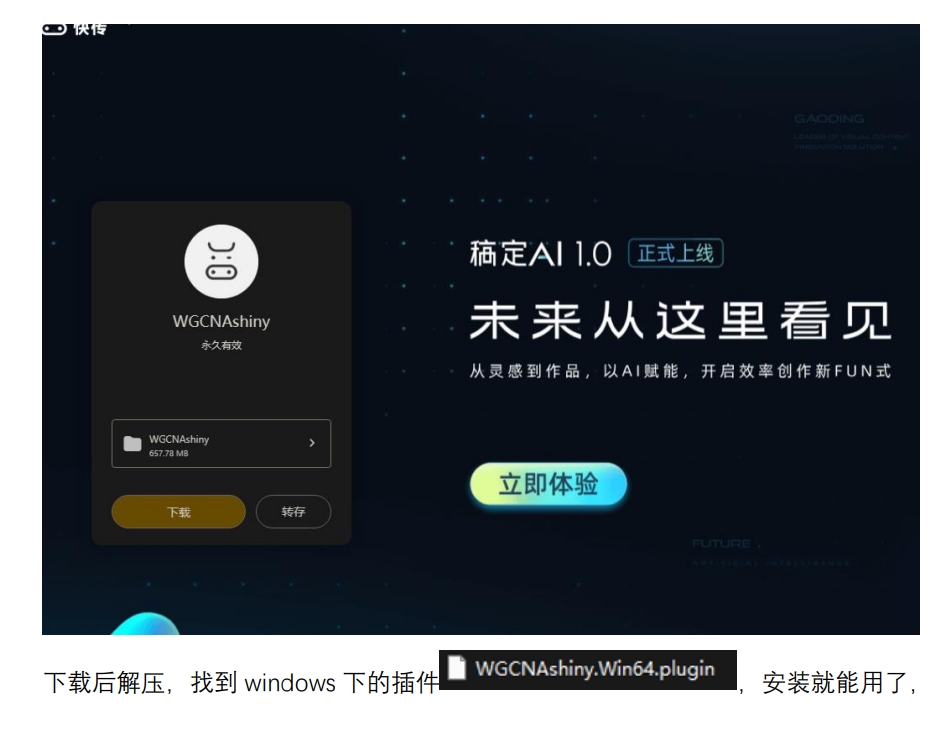 快传
GAODING
LEADER OF VISUAL CONTENT
INNOVATION SOLUTION
WGCNAshiny
永久有效
WGCNAshiny
657.78 MB
下载
转存
稿定AI 1.0 正式上线
未来从这里看见
从灵感到作品，以AI赋能，开启效率创作新FUN式
立即体验
FUTURE
ARTIFICIAL INTELLIGENCE
下载后解压，找到 windows 下的插件 WGCNAshiny.Win64.plugin，安装就能用了，